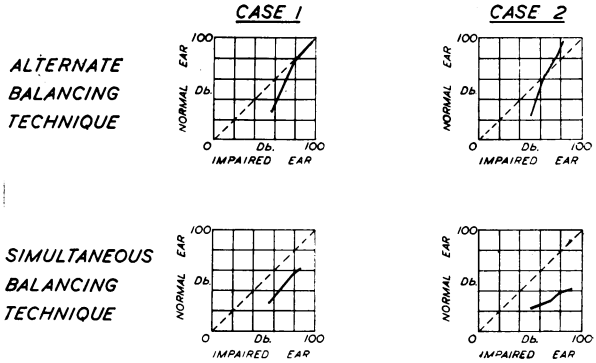 CASE 1
CASE 2
ALTERNATE
BALANCING
TECHNIQUE
100
NORMAL Db. EAR
0 Db. 100
IMPAIRED EAR
100
NORMAL Db. EAR
0 Db. 100
IMPAIRED EAR
SIMULTANEOUS
BALANCING
TECHNIQUE
100
NORMAL Db. EAR
0 Db. 100
IMPAIRED EAR
100
NORMAL Db. EAR
0 Db. 100
IMPAIRED EAR